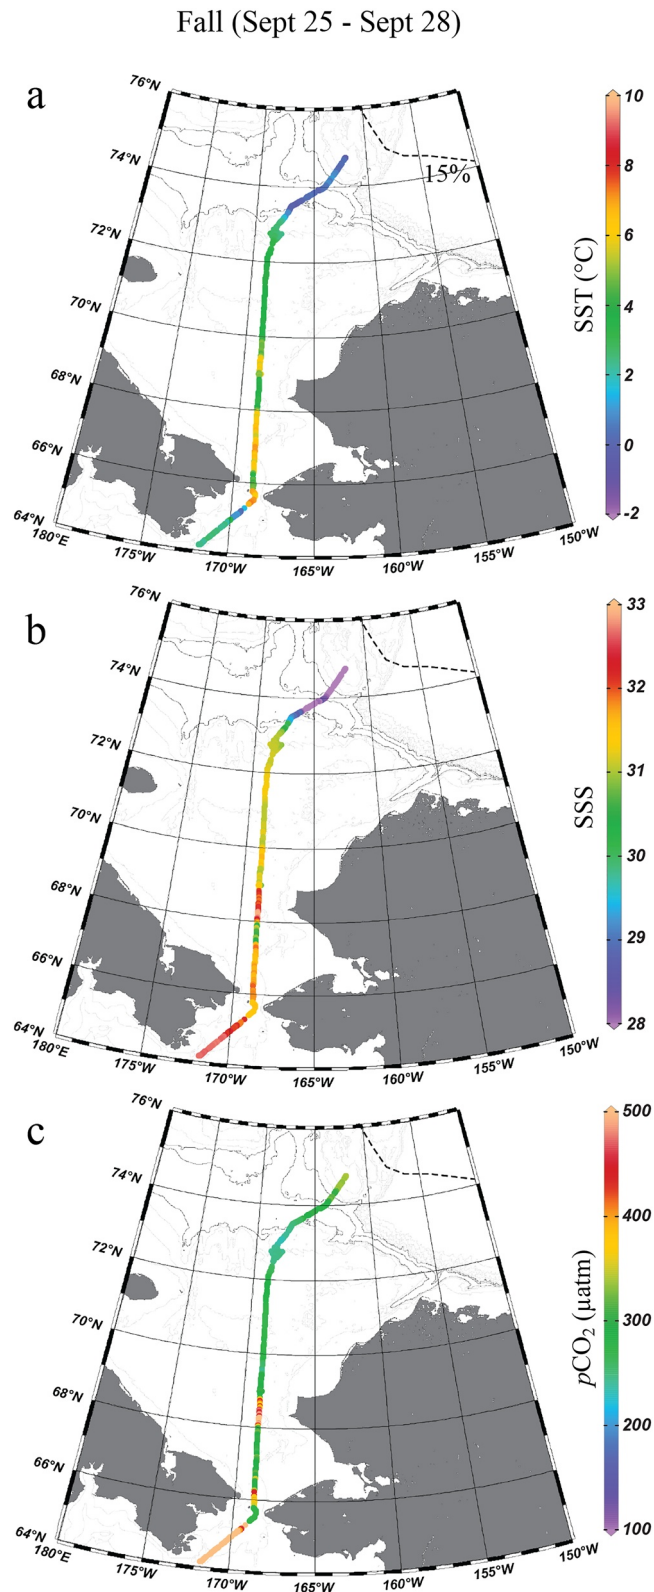 Fall (Sept 25 - Sept 28)
a
76°N
74°N
72°N
70°N
68°N
66°N
64°N
180°E
175°W
170°W
165°W
160°W
155°W
150°W
15%
10
8
6
4
2
0
-2
SST (°C)
b
76°N
74°N
72°N
70°N
68°N
66°N
64°N
180°E
175°W
170°W
165°W
160°W
155°W
150°W
33
32
31
30
29
28
SSS
c
76°N
74°N
72°N
70°N
68°N
66°N
64°N
180°E
175°W
170°W
165°W
160°W
155°W
150°W
500
400
300
200
100
pCO₂ (µatm)